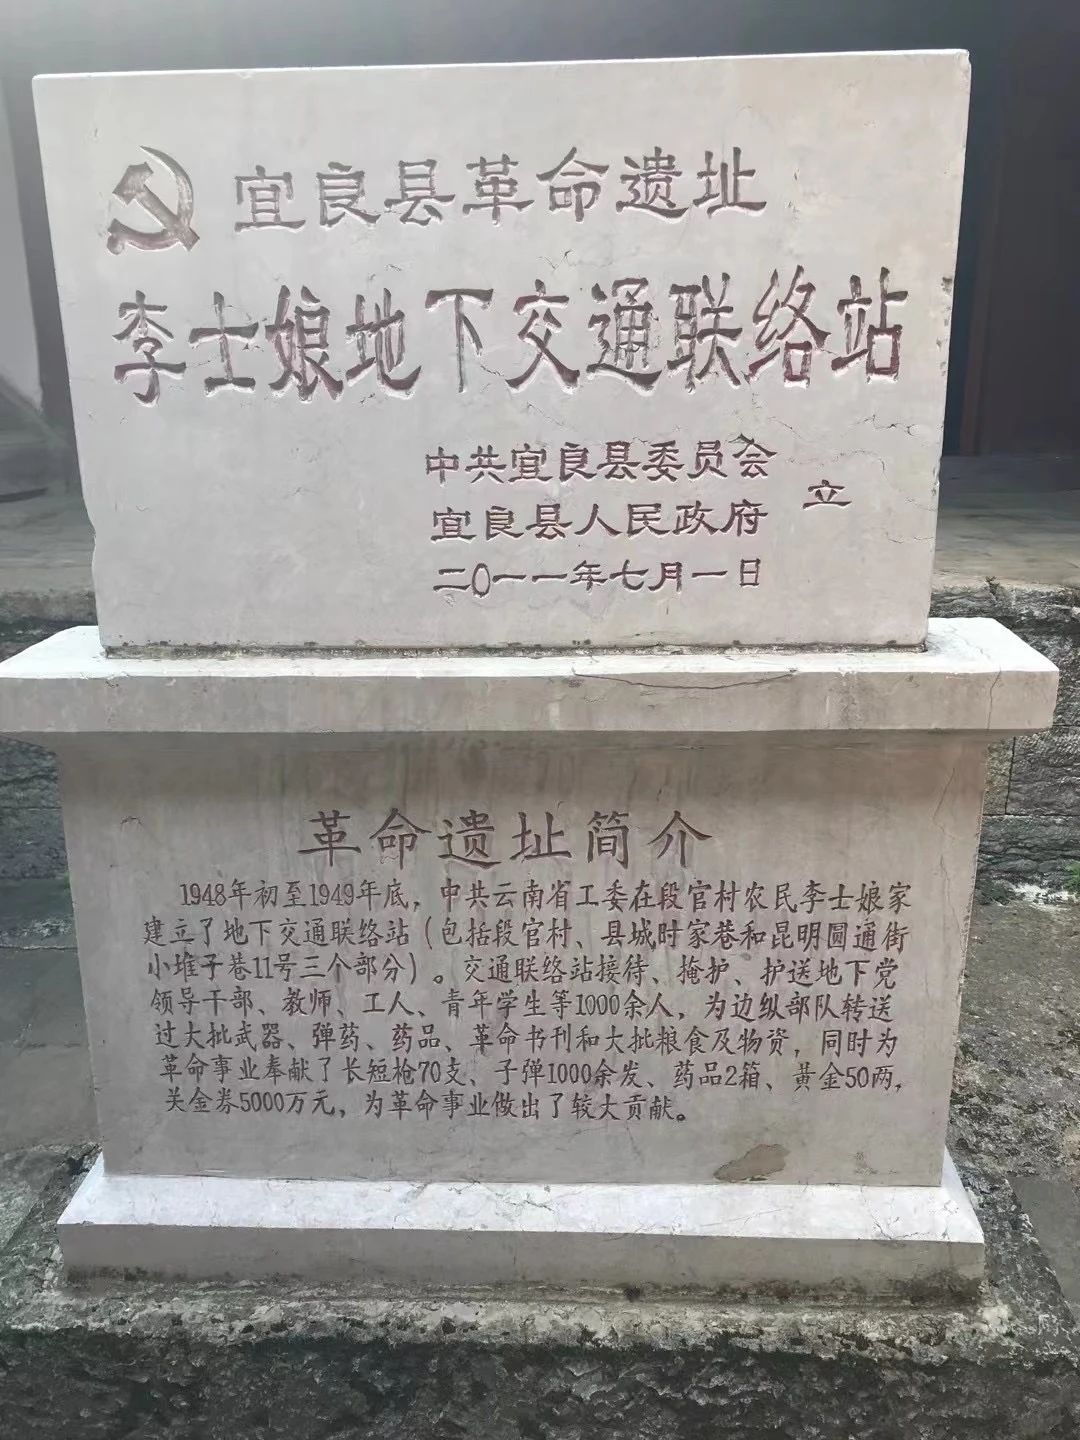 宜良县革命遗址
李士娘地下交通联络站
中共宜良县委员会
宜良县人民政府
立
二〇一一年七月一日
革命遗址简介
1948年初至1949年底，中共云南省工委在段官村农民李士娘家
建立了地下交通联络站（包括段官村、县城时家巷和昆明圆通街
小堆子巷11号三个部分）。交通联络站接待、掩护、护送地下党
领导干部、教师、工人、青年学生等1000余人，为边纵部队转送
过大批武器、弹药、药品、革命书刊和大批粮食及物资，同时为
革命事业奉献了长短枪70支、子弹1000余发、药品2箱、黄金50两，
关金券5000万元，为革命事业做出了较大贡献。